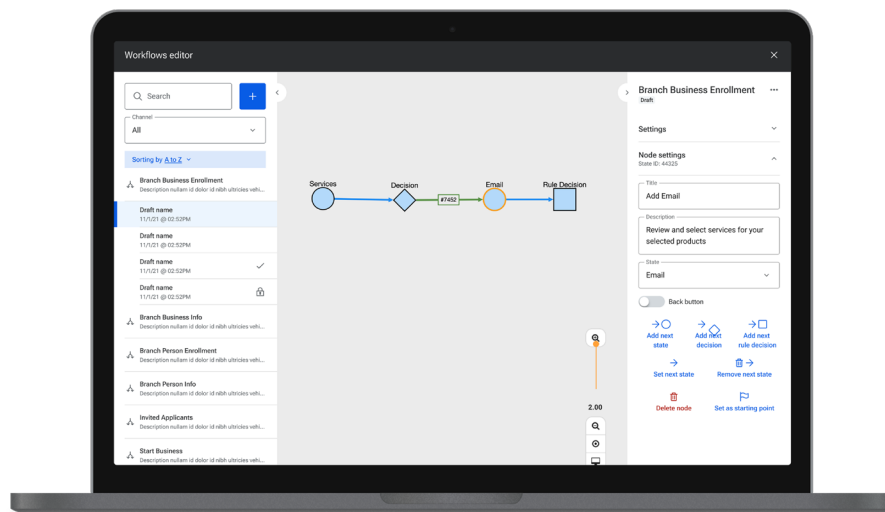 Workflows editor
Search
Channel
All
Sorting by A to Z
Branch Business Enrollment
Description nullam id dolor id nibh ultricies vehi...
Draft name
11/1/21 @ 02:52PM
Draft name
11/1/21 @ 02:52PM
Draft name
11/1/21 @ 02:52PM
Draft name
11/1/21 @ 02:52PM
Branch Business Info
Description nullam id dolor id nibh ultricies vehi...
Branch Person Enrollment
Description nullam id dolor id nibh ultricies vehi...
Branch Person Info
Description nullam id dolor id nibh ultricies vehi...
Invited Applicants
Description nullam id dolor id nibh ultricies vehi...
Start Business
Description nullam id dolor id nibh ultricies vehi...
Services
Decision
#7452
Email
Rule Decision
2.00
Branch Business Enrollment
Draft
Settings
Node settings
State ID: 44325
Title
Add Email
Description
Review and select services for your
selected products
State
Email
Back button
Add next
state
Add next
decision
Add next
rule decision
Set next state
Remove next state
Delete node
Set as starting point